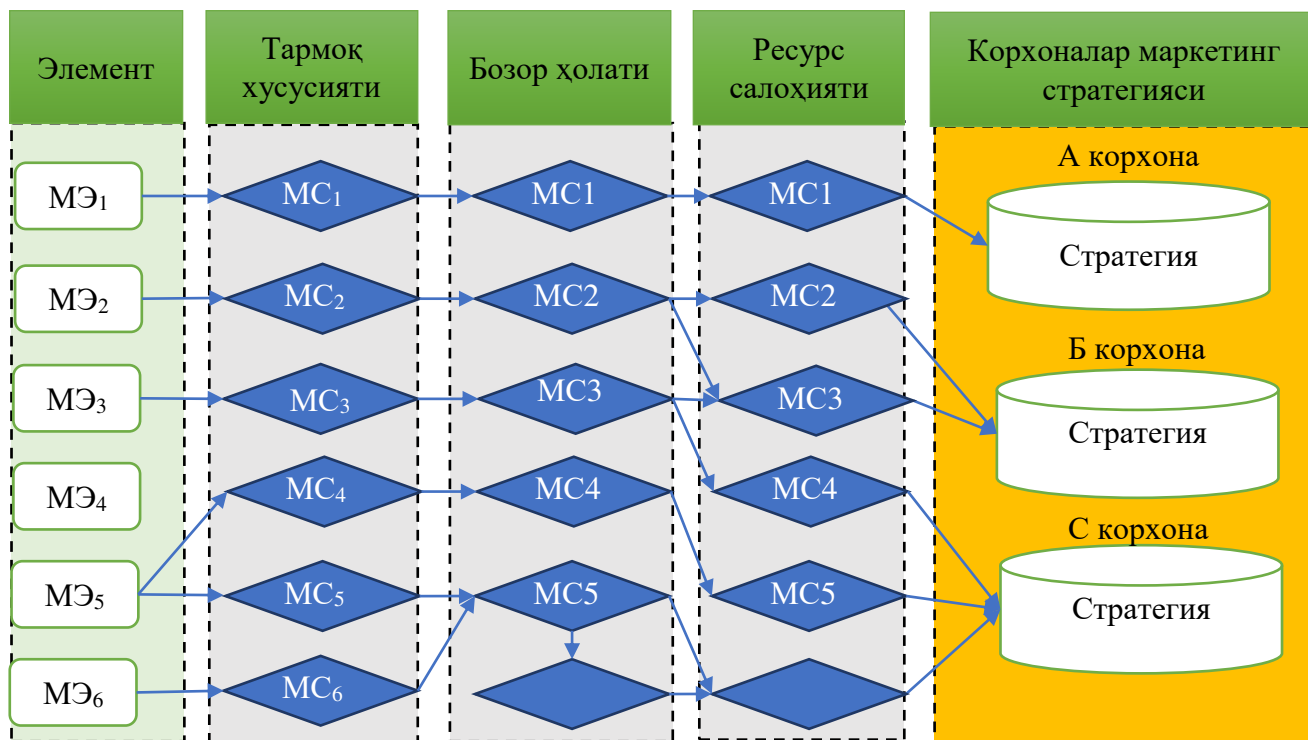 Элемент
Тармоқ
хусусияти
Бозор ҳолати
Ресурс
салоҳияти
Корхоналар маркетинг
стратегияси
А корхона
МЭ₁
МС₁
МС1
МС1
Стратегия
МЭ₂
МС₂
МС2
МС2
Б корхона
МЭ₃
МС₃
МС3
МС3
Стратегия
МЭ₄
МС₄
МС4
МС4
С корхона
МЭ₅
МС₅
МС5
МС5
Стратегия
МЭ₆
МС₆